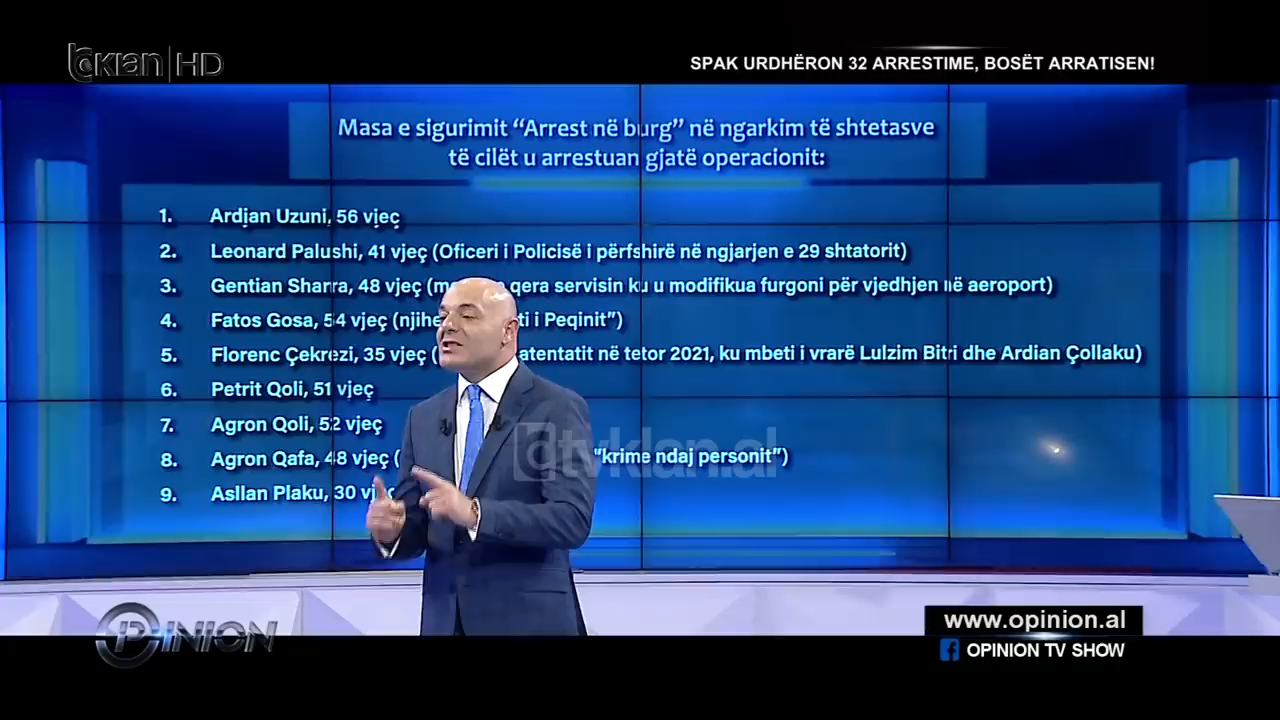 tvklan HD
SPAK URDHËRON 32 ARRESTIME, BOSËT ARRATISEN!
Masa e sigurimit “Arrest në burg” në ngarkim të shtetasve
të cilët u arrestuan gjatë operacionit:
1. Ardjan Uzuni, 56 vjeç
2. Leonard Palushi, 41 vjeç (Oficeri i Policisë i përfshirë në ngjarjen e 29 shtatorit)
3. Gentian Sharra, 48 vjeç ( qera servisin ku u modifikua furgoni për vjedhjen në aeroport)
4. Fatos Gosa, 54 vjeç ( i Peqinit”)
5. Florenc Çekrezi, 35 vjeç ( atentatit në tetor 2021, ku mbeti i vrarë Lulzim Bitri dhe Ardian Çollaku)
6. Petrit Qoli, 51 vjeç
7. Agron Qoli, 52 vjeç
8. Agron Qafa, 48 vjeç ( “krime ndaj personit”)
9. Asllan Plaku, 30 vjeç
tvklan.al
OPINION
www.opinion.al
OPINION TV SHOW